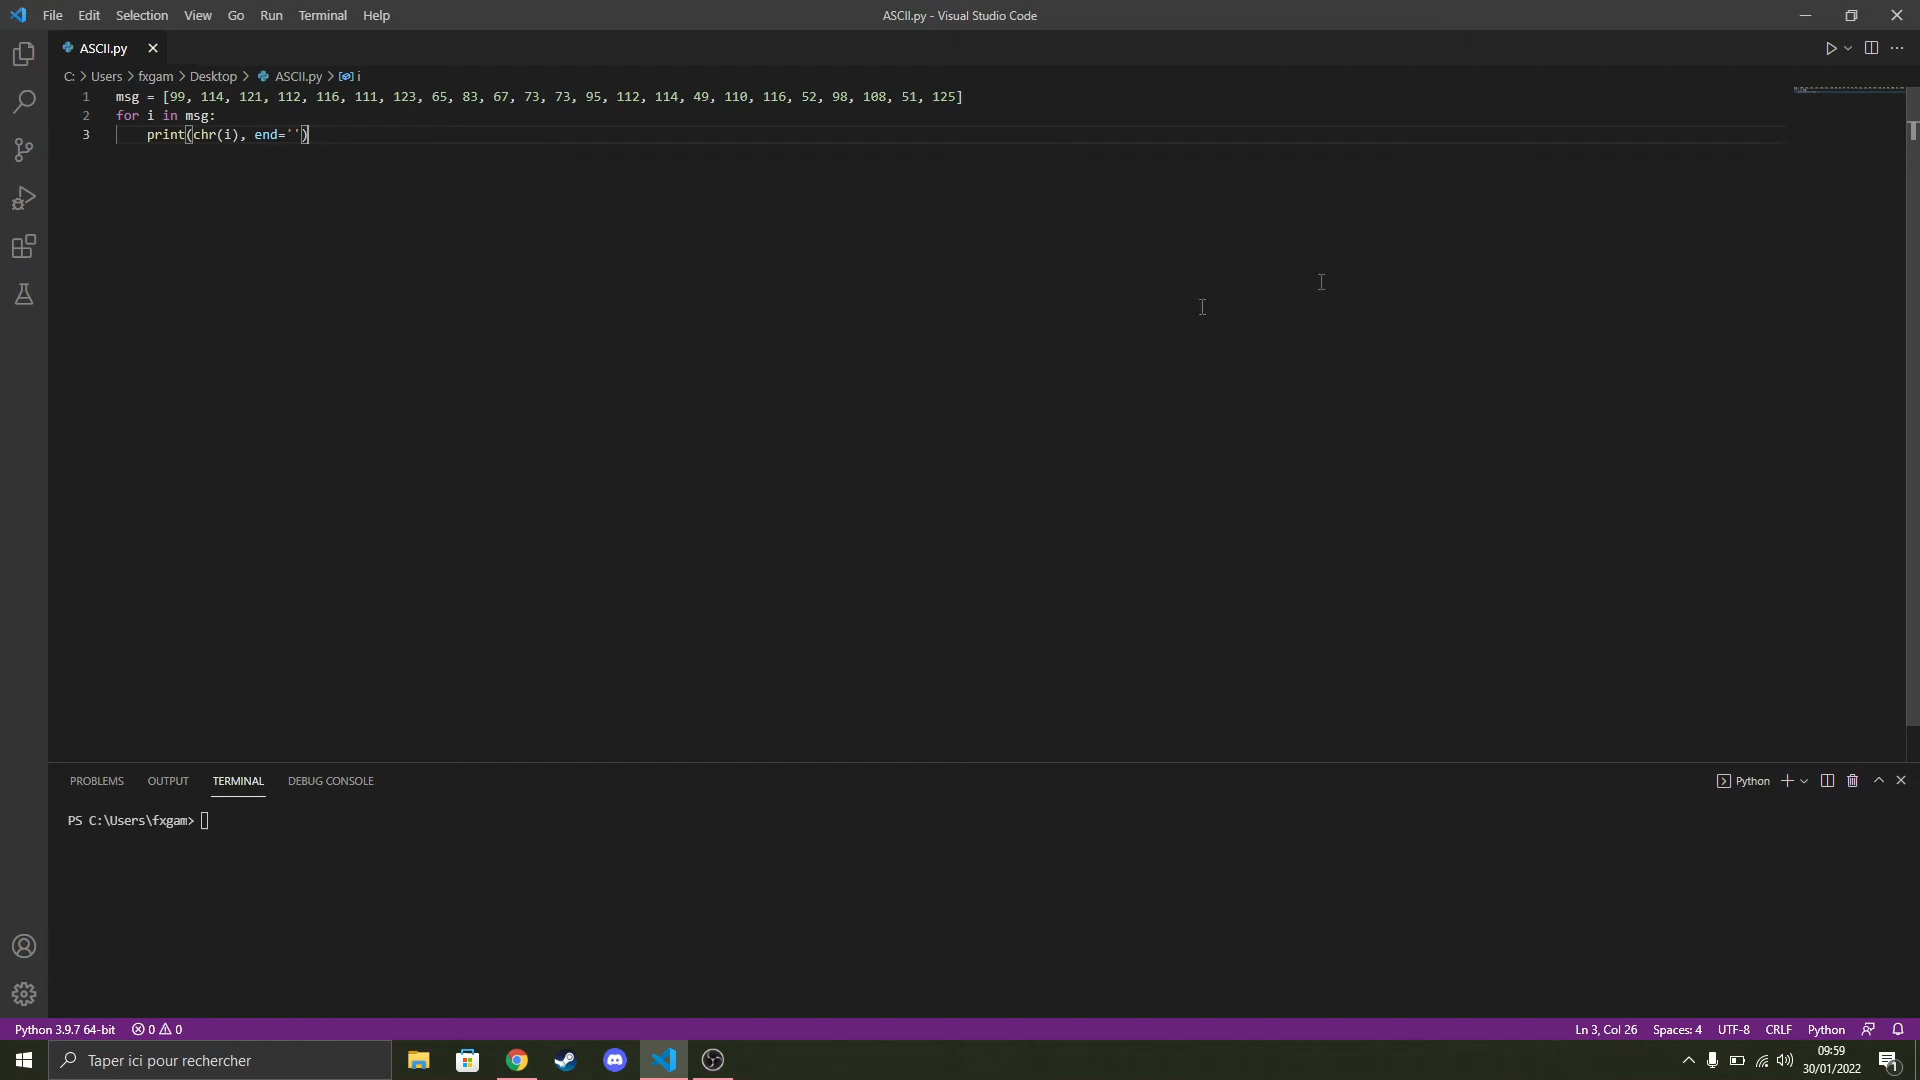 File Edit Selection View Go Run Terminal Help
ASCII.py - Visual Studio Code
ASCII.py
C: > Users > fxgam > Desktop > ASCII.py > i
1 msg = [99, 114, 121, 112, 116, 111, 123, 65, 83, 67, 73, 73, 95, 112, 114, 49, 110, 116, 52, 98, 108, 51, 125]
2 for i in msg:
3     print(chr(i), end='')
PROBLEMS OUTPUT TERMINAL DEBUG CONSOLE
Python
PS C:\Users\fxgam>
Python 3.9.7 64-bit 0 0
Ln 3, Col 26 Spaces: 4 UTF-8 CRLF Python
Taper ici pour rechercher
09:59
30/01/2022
1